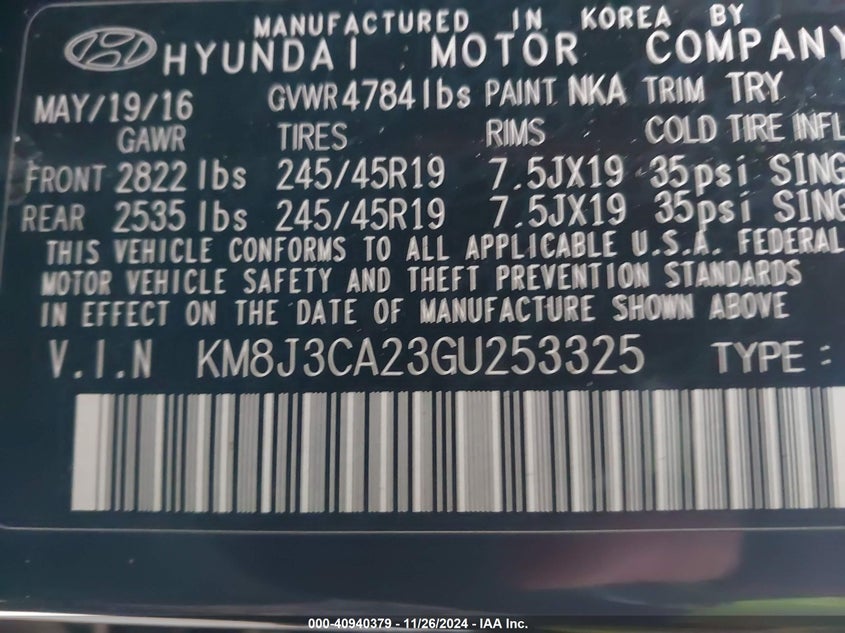 MANUFACTURED IN KOREA BY
HYUNDAI MOTOR COMPANY
MAY/19/16 GVWR 4784 lbs PAINT NKA TRIM TRY
GAWR TIRES RIMS COLD TIRE INFL
FRONT 2822 lbs 245/45R19 7.5JX19 35psi SING
REAR 2535 lbs 245/45R19 7.5JX19 35psi SING
THIS VEHICLE CONFORMS TO ALL APPLICABLE U.S.A. FEDERAL
MOTOR VEHICLE SAFETY AND THEFT PREVENTION STANDARDS
IN EFFECT ON THE DATE OF MANUFACTURE SHOWN ABOVE
V.I.N KM8J3CA23GU253325 TYPE :
000-40940379 - 11/26/2024 - IAA Inc.